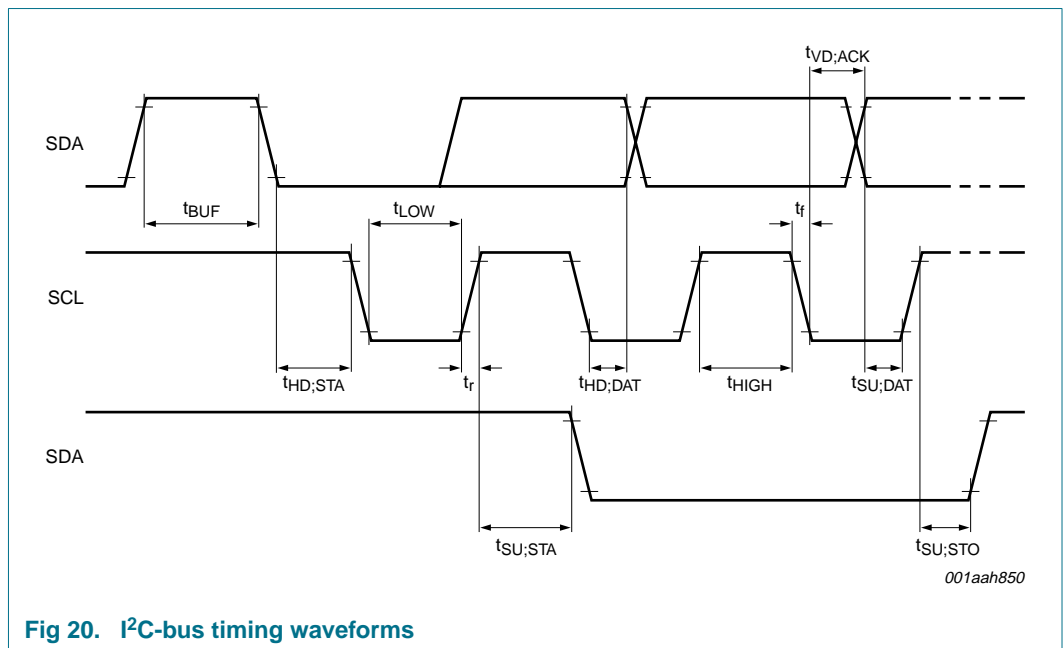 tVD;ACK
SDA
tBUF
tLOW
tf
SCL
tHD;STA
tr
tHD;DAT
tHIGH
tSU;DAT
SDA
tSU;STA
tSU;STO
001aah850
Fig 20. I²C-bus timing waveforms